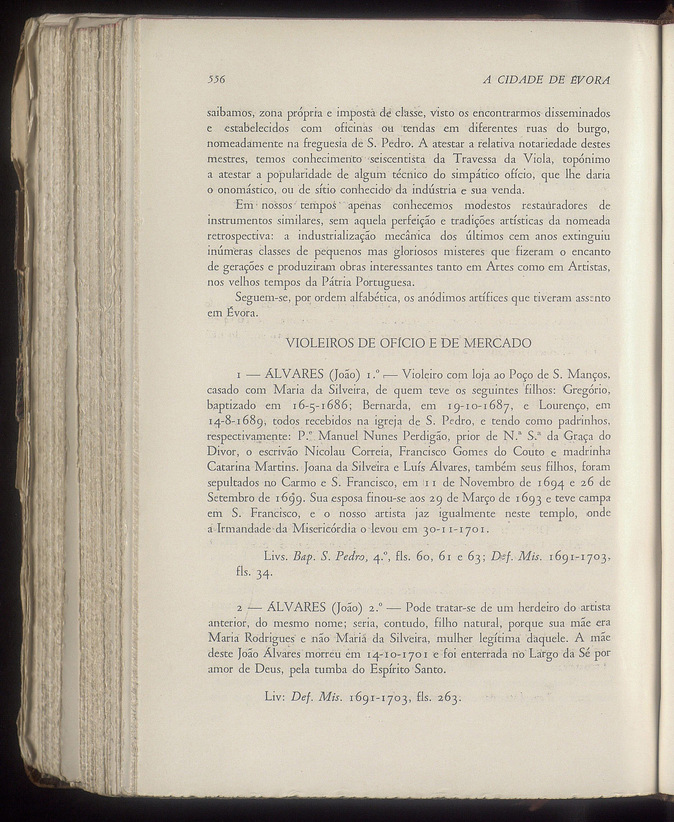 556 A CIDADE DE ÉVORA
saibamos, zona própria e imposta de classe, visto os encontrarmos disseminados
e estabelecidos com oficinas ou tendas em diferentes ruas do burgo,
nomeadamente na freguesia de S. Pedro. A atestar a relativa notariedade destes
mestres, temos conhecimento seiscentista da Travessa da Viola, topónimo
a atestar a popularidade de algum técnico do simpático ofício, que lhe daria
o onomástico, ou de sítio conhecido da indústria e sua venda.
Em nossos tempos apenas conhecemos modestos restauradores de
instrumentos similares, sem aquela perfeição e tradições artísticas da nomeada
retrospectiva: a industrialização mecânica dos últimos cem anos extinguiu
inúmeras classes de pequenos mas gloriosos misteres que fizeram o encanto
de gerações e produziram obras interessantes tanto em Artes como em Artistas,
nos velhos tempos da Pátria Portuguesa.
Seguem-se, por ordem alfabética, os anódimos artífices que tiveram assento
em Évora.
VIOLEIROS DE OFÍCIO E DE MERCADO
1 — ÁLVARES (João) 1.º — Violeiro com loja ao Poço de S. Manços,
casado com Maria da Silveira, de quem teve os seguintes filhos: Gregório,
baptizado em 16-5-1686; Bernarda, em 19-10-1687, e Lourenço, em
14-8-1689, todos recebidos na igreja de S. Pedro, e tendo como padrinhos,
respectivamente: P.e Manuel Nunes Perdigão, prior de N.ª S.ª da Graça do
Divor, o escrivão Nicolau Correia, Francisco Gomes do Couto e madrinha
Catarina Martins. Joana da Silveira e Luís Álvares, também seus filhos, foram
sepultados no Carmo e S. Francisco, em 11 de Novembro de 1694 e 26 de
Setembro de 1699. Sua esposa finou-se aos 29 de Março de 1693 e teve campa
em S. Francisco, e o nosso artista jaz igualmente neste templo, onde
a Irmandade da Misericórdia o levou em 30-11-1701.
Livs. Bap. S. Pedro, 4.º, fls. 60, 61 e 63; Def. Mis. 1691-1703,
fls. 34.
2 — ÁLVARES (João) 2.º — Pode tratar-se de um herdeiro do artista
anterior, do mesmo nome; seria, contudo, filho natural, porque sua mãe era
Maria Rodrigues e não Maria da Silveira, mulher legítima daquele. A mãe
deste João Álvares morreu em 14-10-1701 e foi enterrada no Largo da Sé por
amor de Deus, pela tumba do Espírito Santo.
Liv: Def. Mis. 1691-1703, fls. 263.